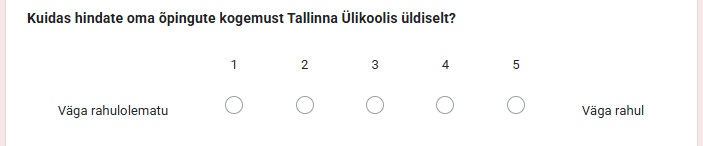 Kuidas hindate oma õpingute kogemust Tallinna Ülikoolis üldiselt?
1 2 3 4 5
Väga rahulolematu Väga rahul